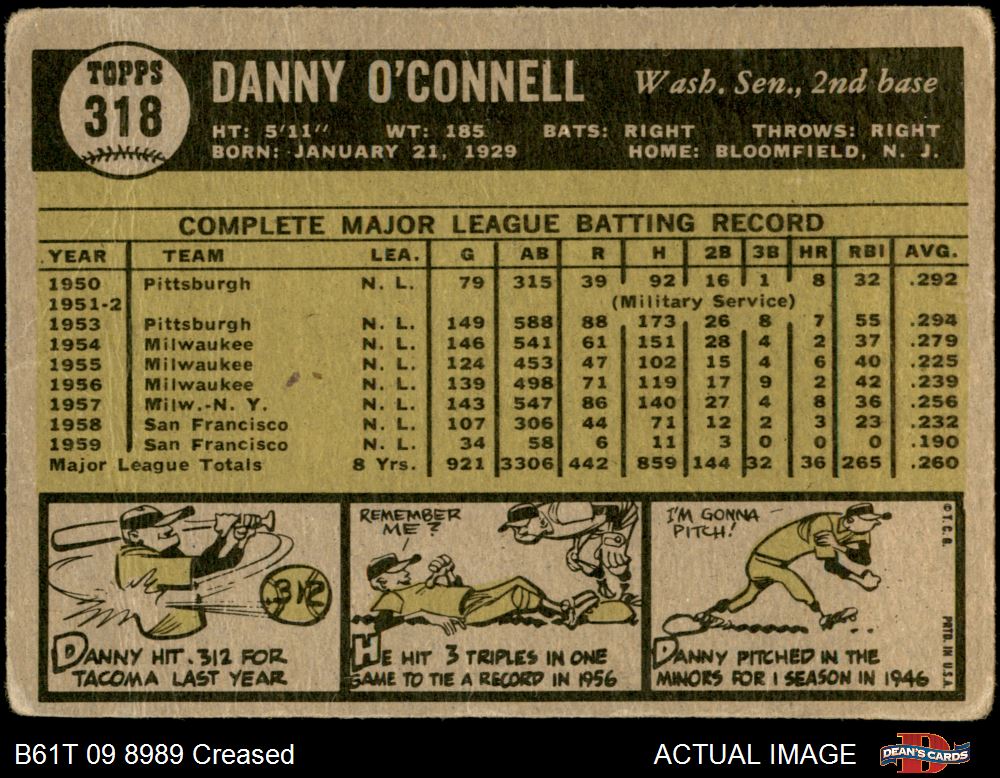 TOPPS
318
DANNY O'CONNELL
Wash. Sen., 2nd base
HT: 5'11" WT: 185 BATS: RIGHT THROWS: RIGHT
BORN: JANUARY 21, 1929 HOME: BLOOMFIELD, N. J.
COMPLETE MAJOR LEAGUE BATTING RECORD
YEAR TEAM LEA. G AB R H 2B 3B HR RBI AVG.
1950 Pittsburgh N. L. 79 315 39 92 16 1 8 32 .292
1951-2 (Military Service)
1953 Pittsburgh N. L. 149 588 88 173 26 8 7 55 .294
1954 Milwaukee N. L. 146 541 61 151 28 4 2 37 .279
1955 Milwaukee N. L. 124 453 47 102 15 4 6 40 .225
1956 Milwaukee N. L. 139 498 71 119 17 9 2 42 .239
1957 Milw.-N. Y. N. L. 143 547 86 140 27 4 8 36 .256
1958 San Francisco N. L. 107 306 44 71 12 2 3 23 .232
1959 San Francisco N. L. 34 58 6 11 3 0 0 0 .190
Major League Totals 8 Yrs. 921 3306 442 859 144 32 36 265 .260
312
DANNY HIT .312 FOR
TACOMA LAST YEAR
REMEMBER
ME?
HE HIT 3 TRIPLES IN ONE
GAME TO TIE A RECORD IN 1956
I'M GONNA
PITCH!
DANNY PITCHED IN THE
MINORS FOR 1 SEASON IN 1946
© T.C.G.
PRTD. IN U.S.A.
B61T 09 8989 Creased
ACTUAL IMAGE
DEAN'S CARDS